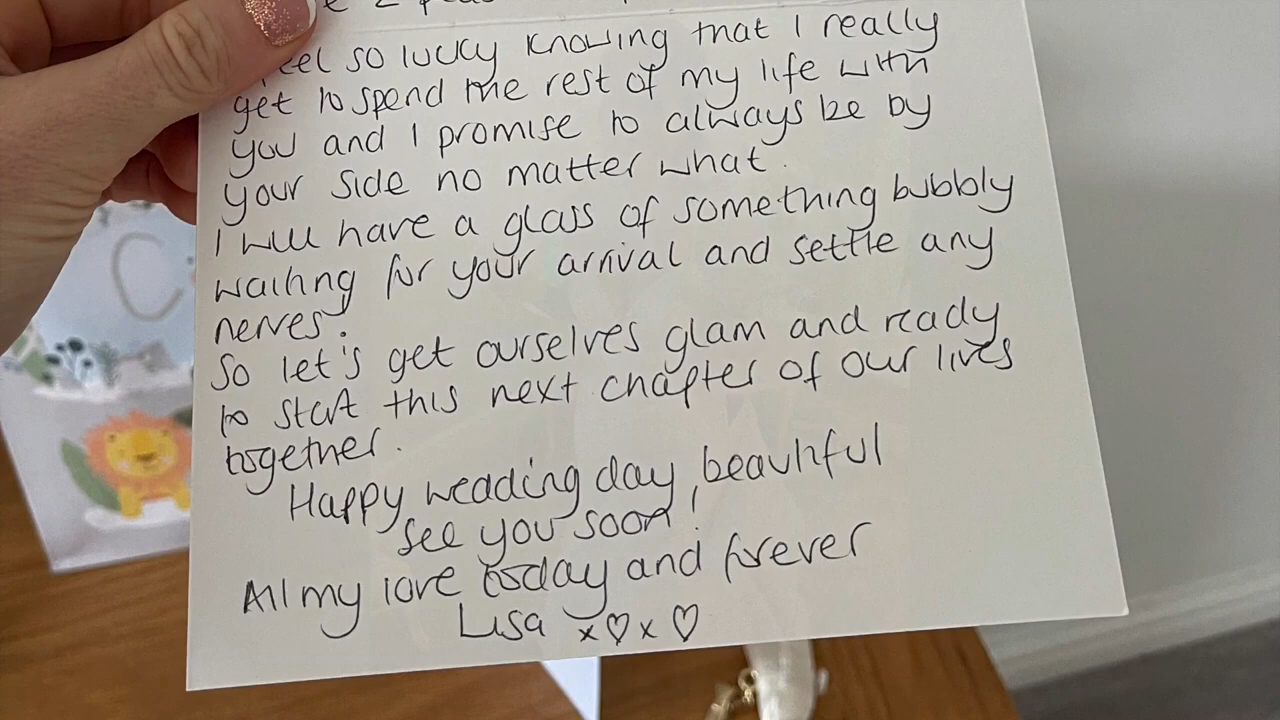 feel so lucky knowing that I really
get to spend the rest of my life with
you and I promise to always be by
your side no matter what.
I will have a glass of something bubbly
waiting for your arrival and settle any
nerves.
So let's get ourselves glam and ready
to start this next chapter of our lives
together.
Happy wedding day, beautiful
See you soon!
All my love today and forever
Lisa x♡x♡